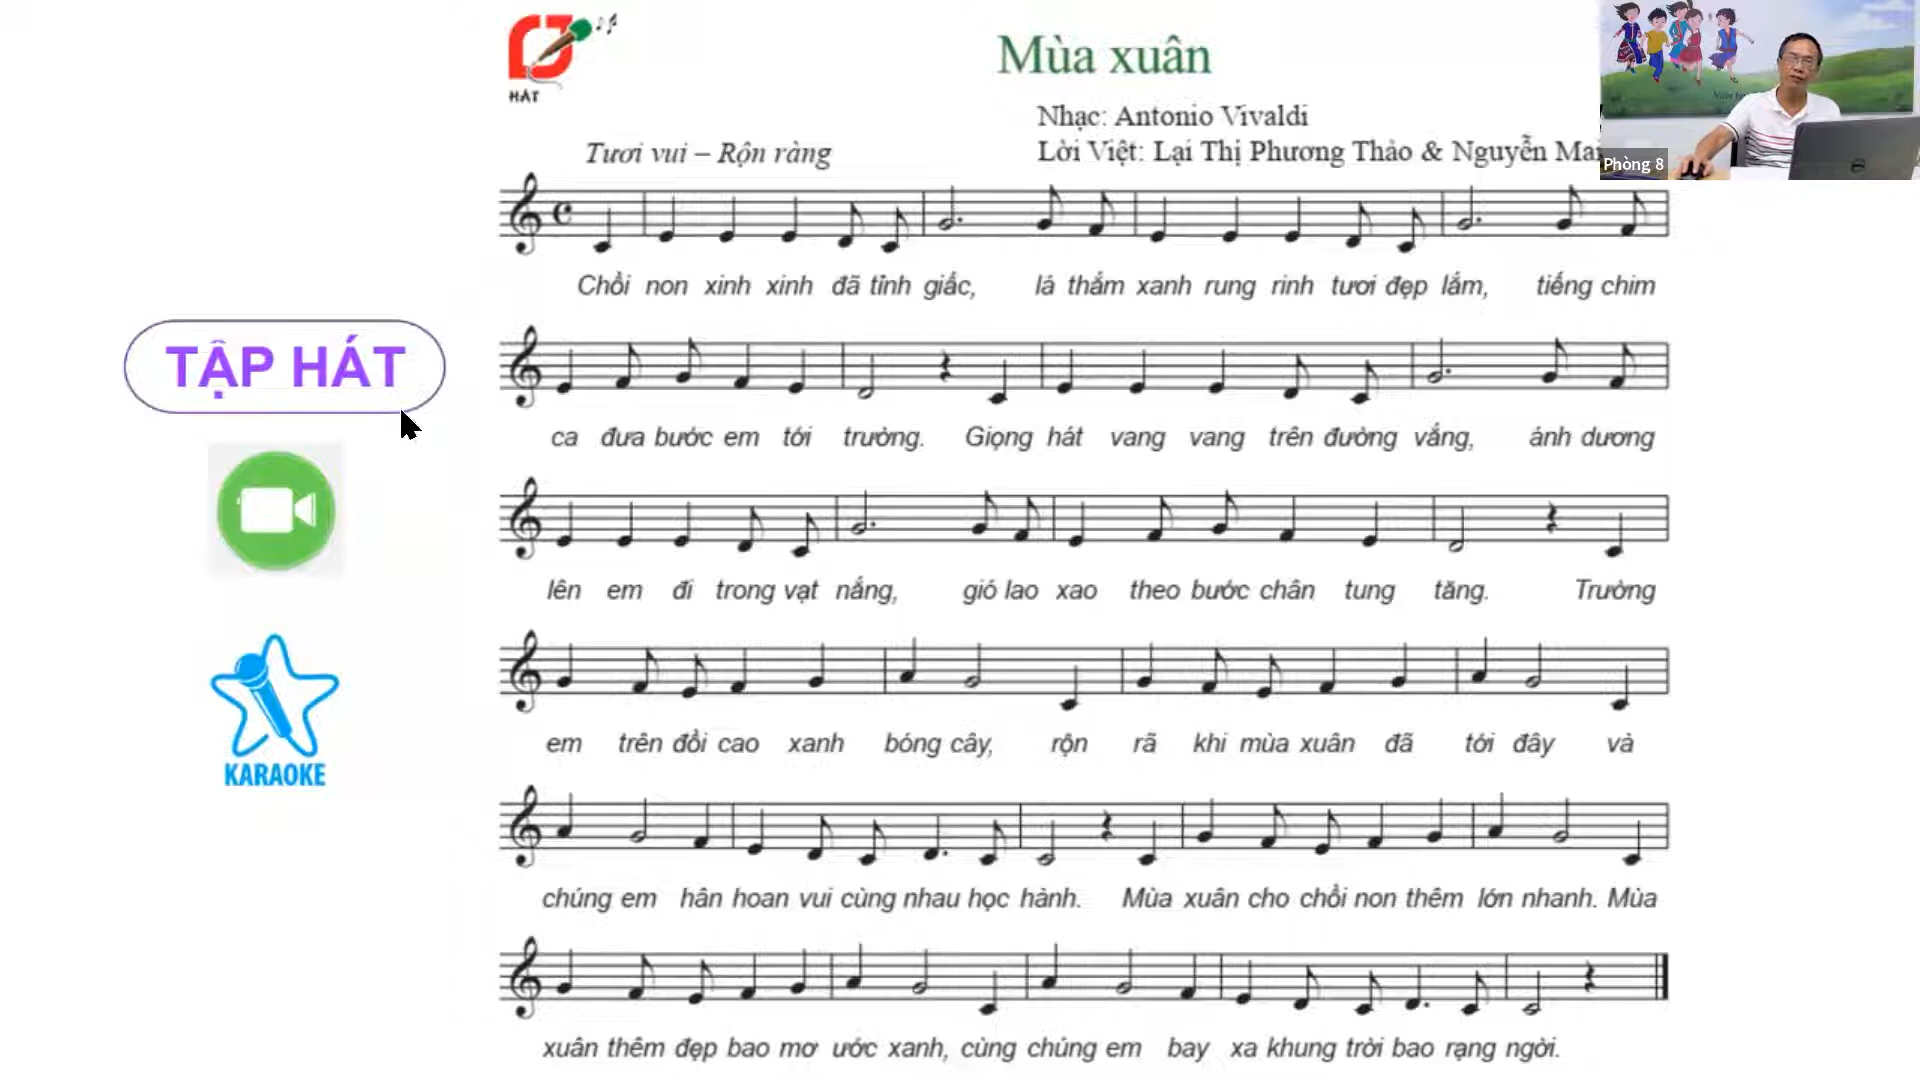 HÁT
Mùa xuân
Nhạc: Antonio Vivaldi
Tươi vui – Rộn ràng
Lời Việt: Lại Thị Phương Thảo & Nguyễn Mai
Phòng 8
Chồi non xinh xinh đã tỉnh giấc, lá thắm xanh rung rinh tươi đẹp lắm, tiếng chim
TẬP HÁT
ca đưa bước em tới trường. Giọng hát vang vang trên đường vắng, ánh dương
lên em đi trong vạt nắng, gió lao xao theo bước chân tung tăng. Trường
em trên đồi cao xanh bóng cây, rộn rã khi mùa xuân đã tới đây và
KARAOKE
chúng em hân hoan vui cùng nhau học hành. Mùa xuân cho chồi non thêm lớn nhanh. Mùa
xuân thêm đẹp bao mơ ước xanh, cùng chúng em bay xa khung trời bao rạng ngời.